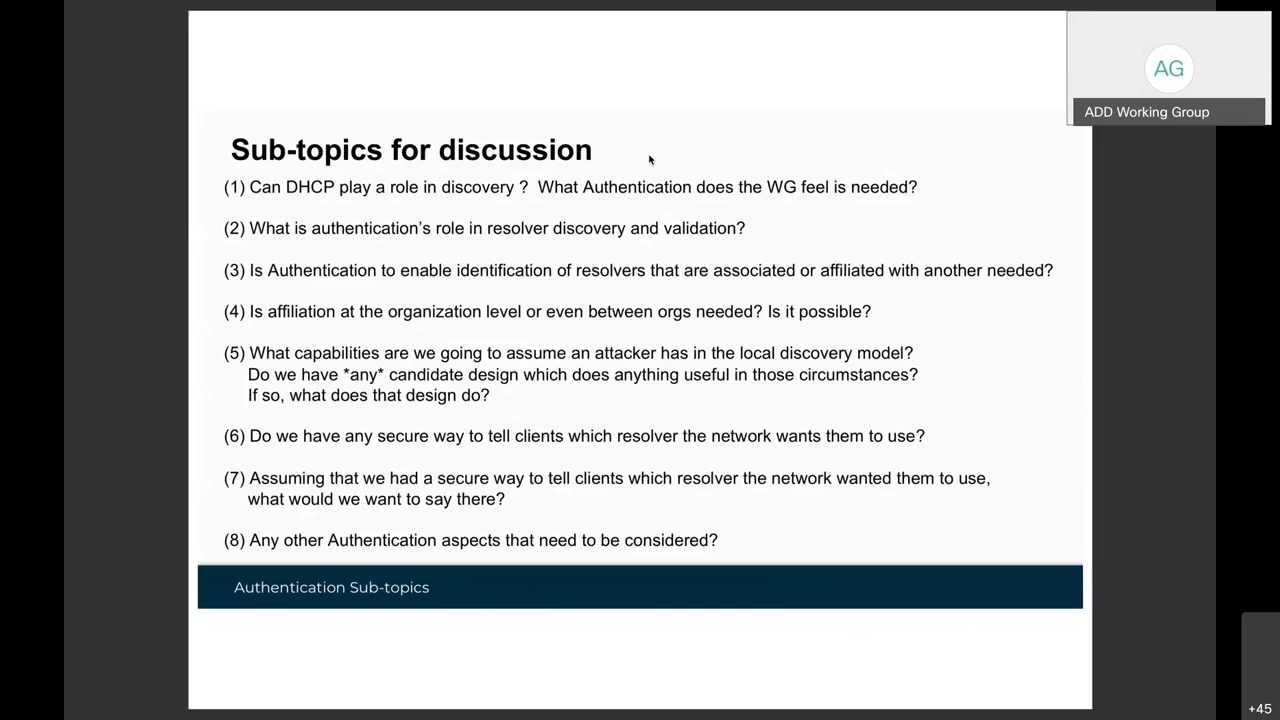 AG
ADD Working Group
Sub-topics for discussion
(1) Can DHCP play a role in discovery ?  What Authentication does the WG feel is needed?
(2) What is authentication's role in resolver discovery and validation?
(3) Is Authentication to enable identification of resolvers that are associated or affiliated with another needed?
(4) Is affiliation at the organization level or even between orgs needed? Is it possible?
(5) What capabilities are we going to assume an attacker has in the local discovery model?
Do we have *any* candidate design which does anything useful in those circumstances?
If so, what does that design do?
(6) Do we have any secure way to tell clients which resolver the network wants them to use?
(7) Assuming that we had a secure way to tell clients which resolver the network wanted them to use,
what would we want to say there?
(8) Any other Authentication aspects that need to be considered?
Authentication Sub-topics
+45